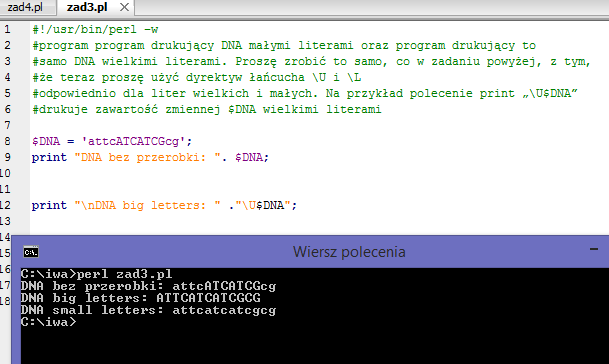 zad4.pl zad3.pl
1 #!/usr/bin/perl -w
2 #program program drukujący DNA małymi literami oraz program drukujący to
3 #samo DNA wielkimi literami. Proszę zrobić to samo, co w zadaniu powyżej, z tym,
4 #że teraz proszę użyć dyrektyw łańcucha \U i \L
5 #odpowiednio dla liter wielkich i małych. Na przykład polecenie print „\U$DNA”
6 #drukuje zawartość zmiennej $DNA wielkimi literami
7
8 $DNA = 'attcATCATCGcg';
9 print "DNA bez przerobki: ". $DNA;
10
11
12 print "\nDNA big letters: " ."\U$DNA";
13
14
15 Wiersz polecenia
16 C:\iwa>perl zad3.pl
17 DNA bez przerobki: attcATCATCGcg
18 DNA big letters: ATTCATCATCGCG
DNA small letters: attcatcatcgcg
C:\iwa>